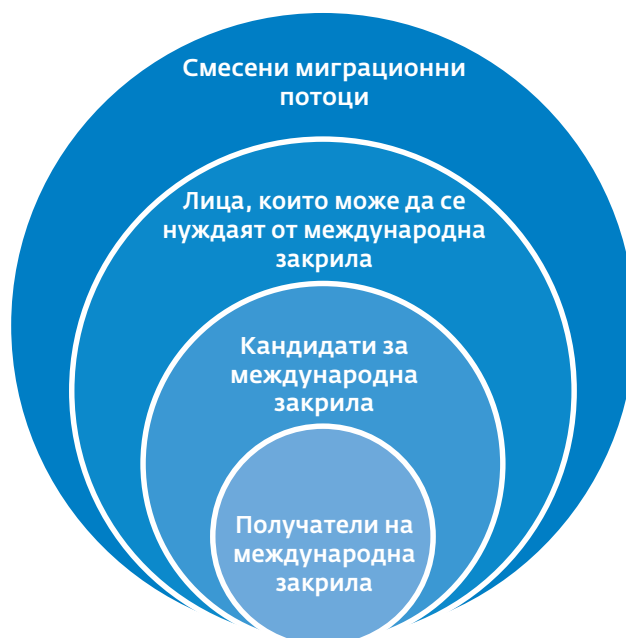 Смесени миграционни
потоци
Лица, които може да се
нуждаят от международна
закрила
Кандидати за
международна
закрила
Получатели на
международна
закрила